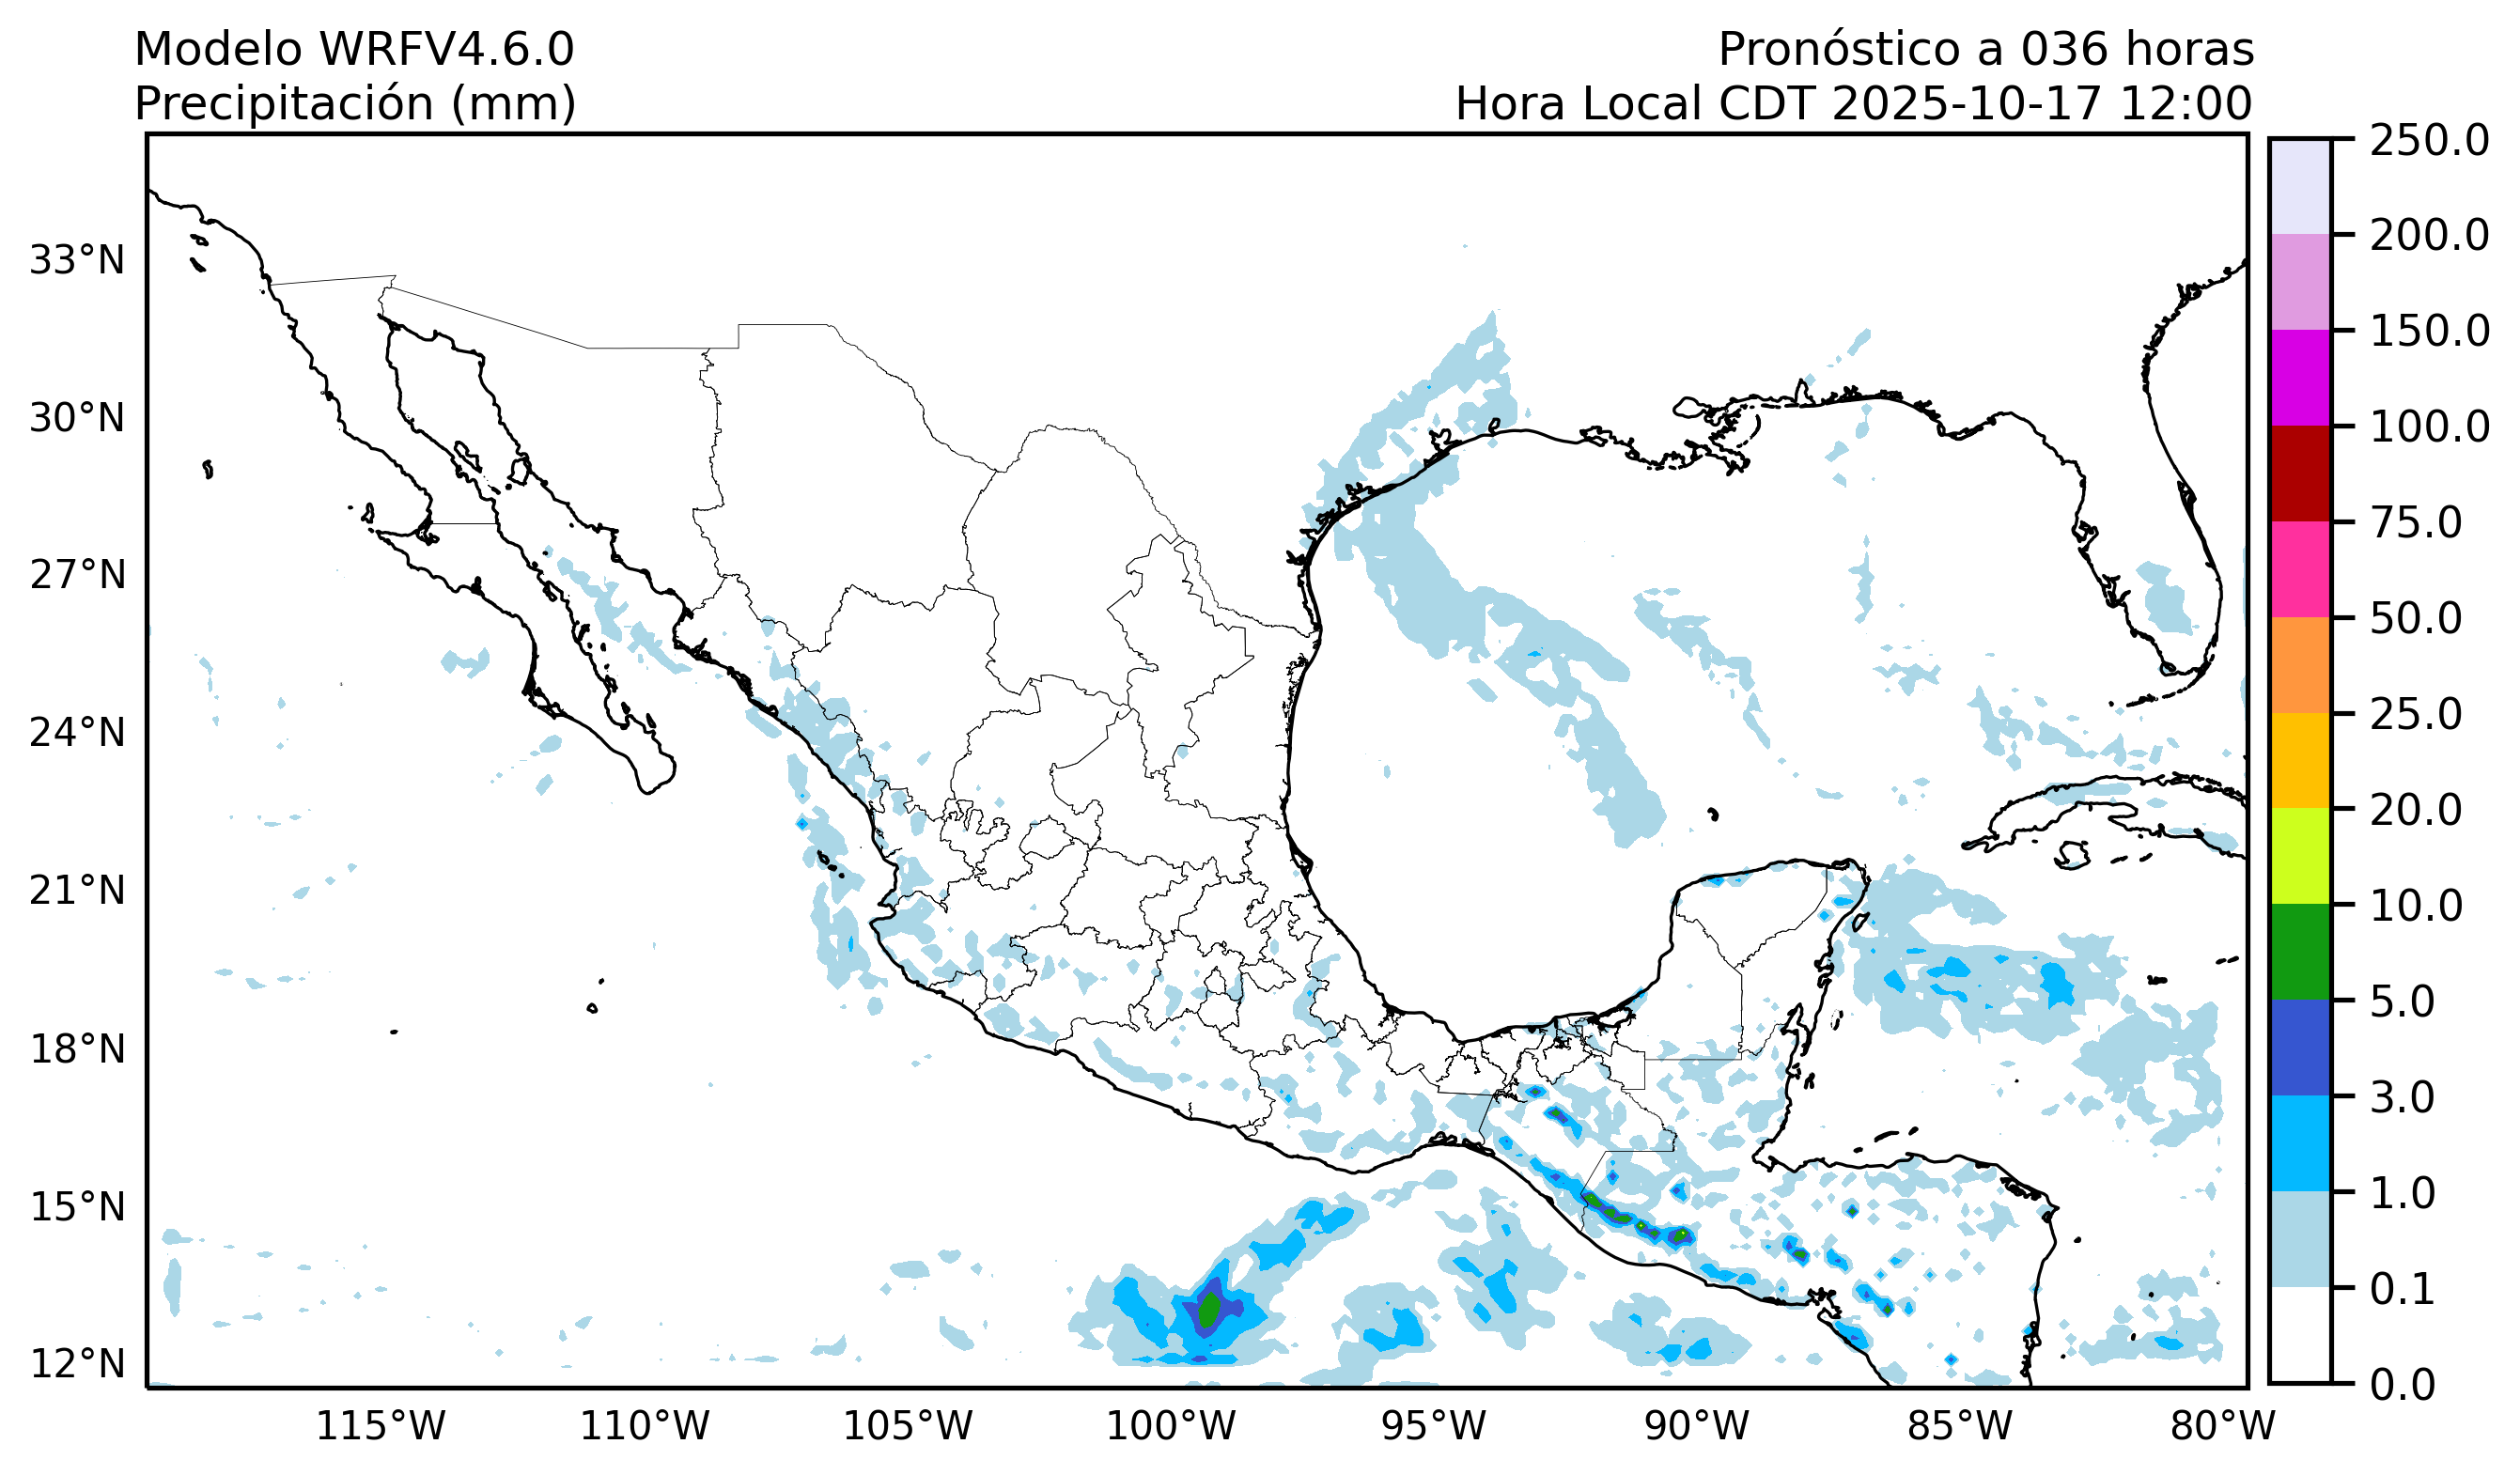 Modelo WRFV4.6.0
Precipitación (mm)
Pronóstico a 036 horas
Hora Local CDT 2025-10-17 12:00
33°N
30°N
27°N
24°N
21°N
18°N
15°N
12°N
115°W
110°W
105°W
100°W
95°W
90°W
85°W
80°W
250.0
200.0
150.0
100.0
75.0
50.0
25.0
20.0
10.0
5.0
3.0
1.0
0.1
0.0